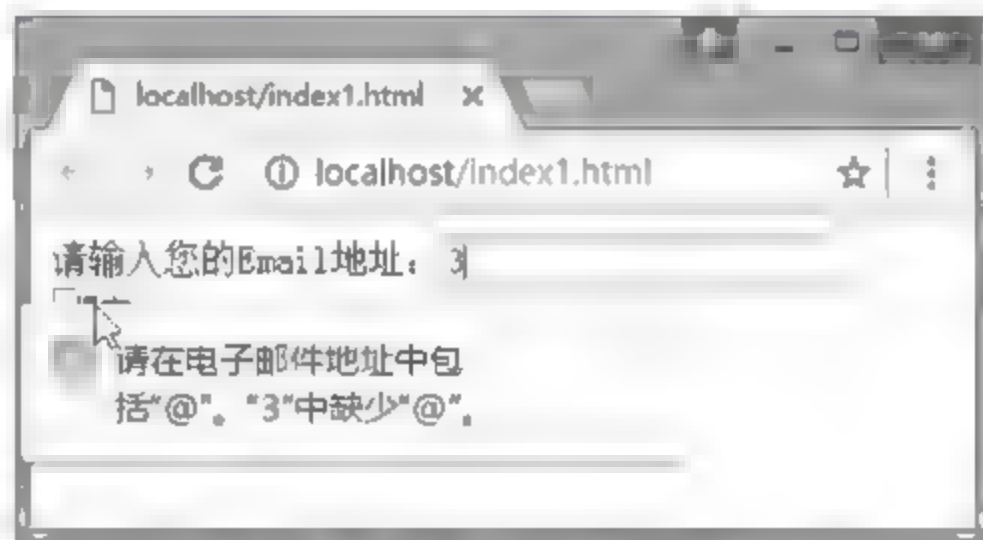 localhost/index1.html
localhost/index1.html
请输入您的Email地址: 3
请在电子邮件地址中包
括“@”。“3”中缺少“@”。